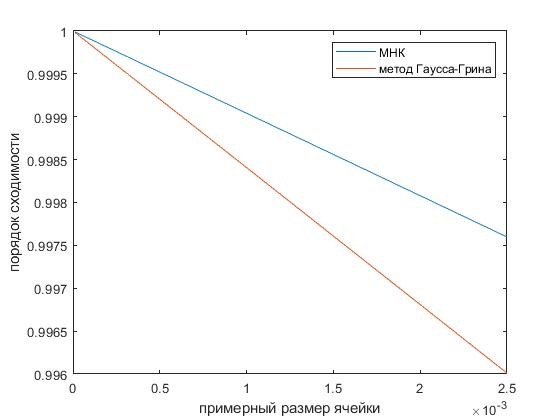 1
0.9995
0.999
0.9985
0.998
0.9975
0.997
0.9965
0.996
порядок сходимости
МНК
метод Гаусса-Грина
0 0.5 1 1.5 2 2.5
×10⁻³
примерный размер ячейки